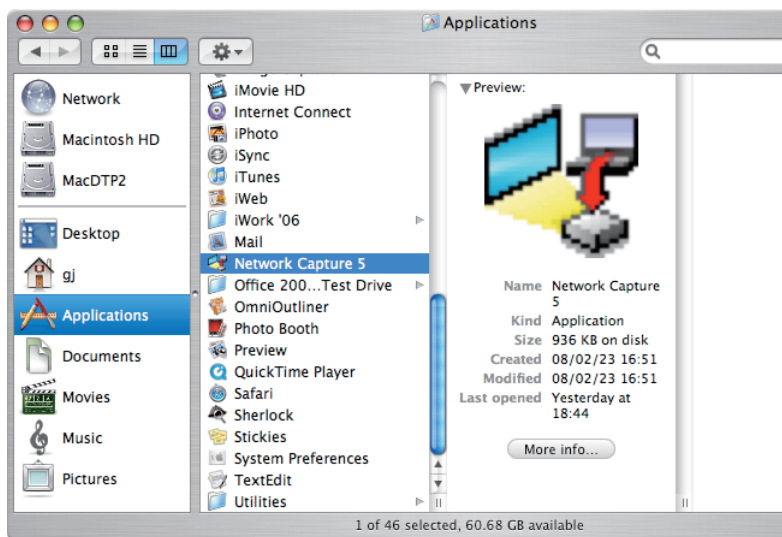 Applications
Network
Macintosh HD
MacDTP2
Desktop
gj
Applications
Documents
Movies
Music
Pictures
iMovie HD
Internet Connect
iPhoto
iSync
iTunes
iWeb
iWork '06
Mail
Network Capture 5
Office 200...Test Drive
OmniOutliner
Photo Booth
Preview
QuickTime Player
Safari
Sherlock
Stickies
System Preferences
TextEdit
Utilities
Preview:
Name Network Capture
5
Kind Application
Size 936 KB on disk
Created 08/02/23 16:51
Modified 08/02/23 16:51
Last opened Yesterday at
18:44
More info...
1 of 46 selected, 60.68 GB available